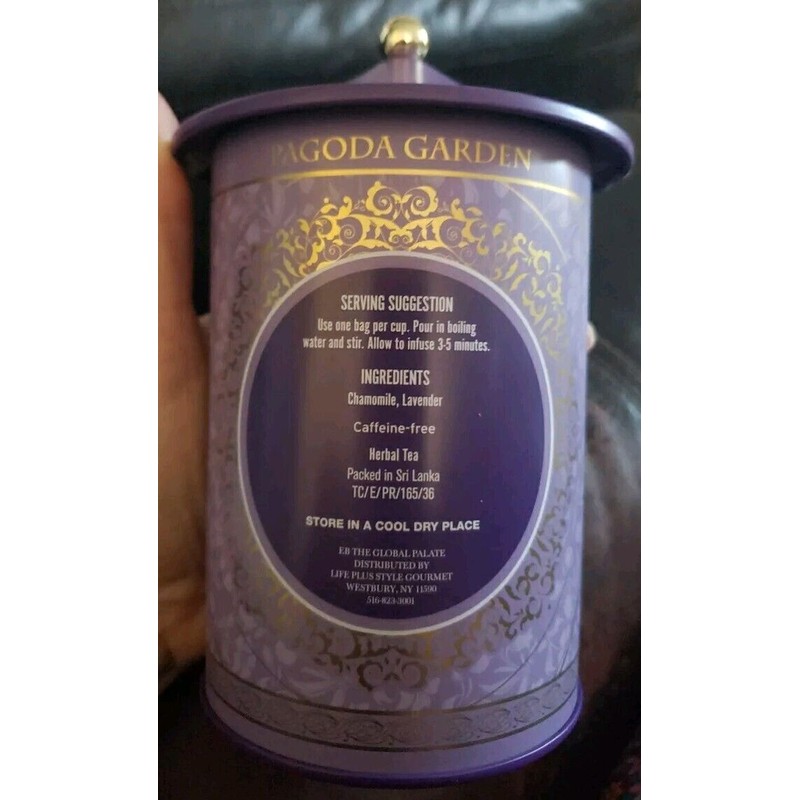 PAGODA GARDEN
SERVING SUGGESTION
Use one bag per cup. Pour in boiling
water and stir. Allow to infuse 3-5 minutes.
INGREDIENTS
Chamomile, Lavender
Caffeine-free
Herbal Tea
Packed in Sri Lanka
TC/E/PR/165/36
STORE IN A COOL DRY PLACE
EB THE GLOBAL PALATE
DISTRIBUTED BY
LIFE PLUS STYLE GOURMET
WESTBURY, NY 11590
516-823-3001